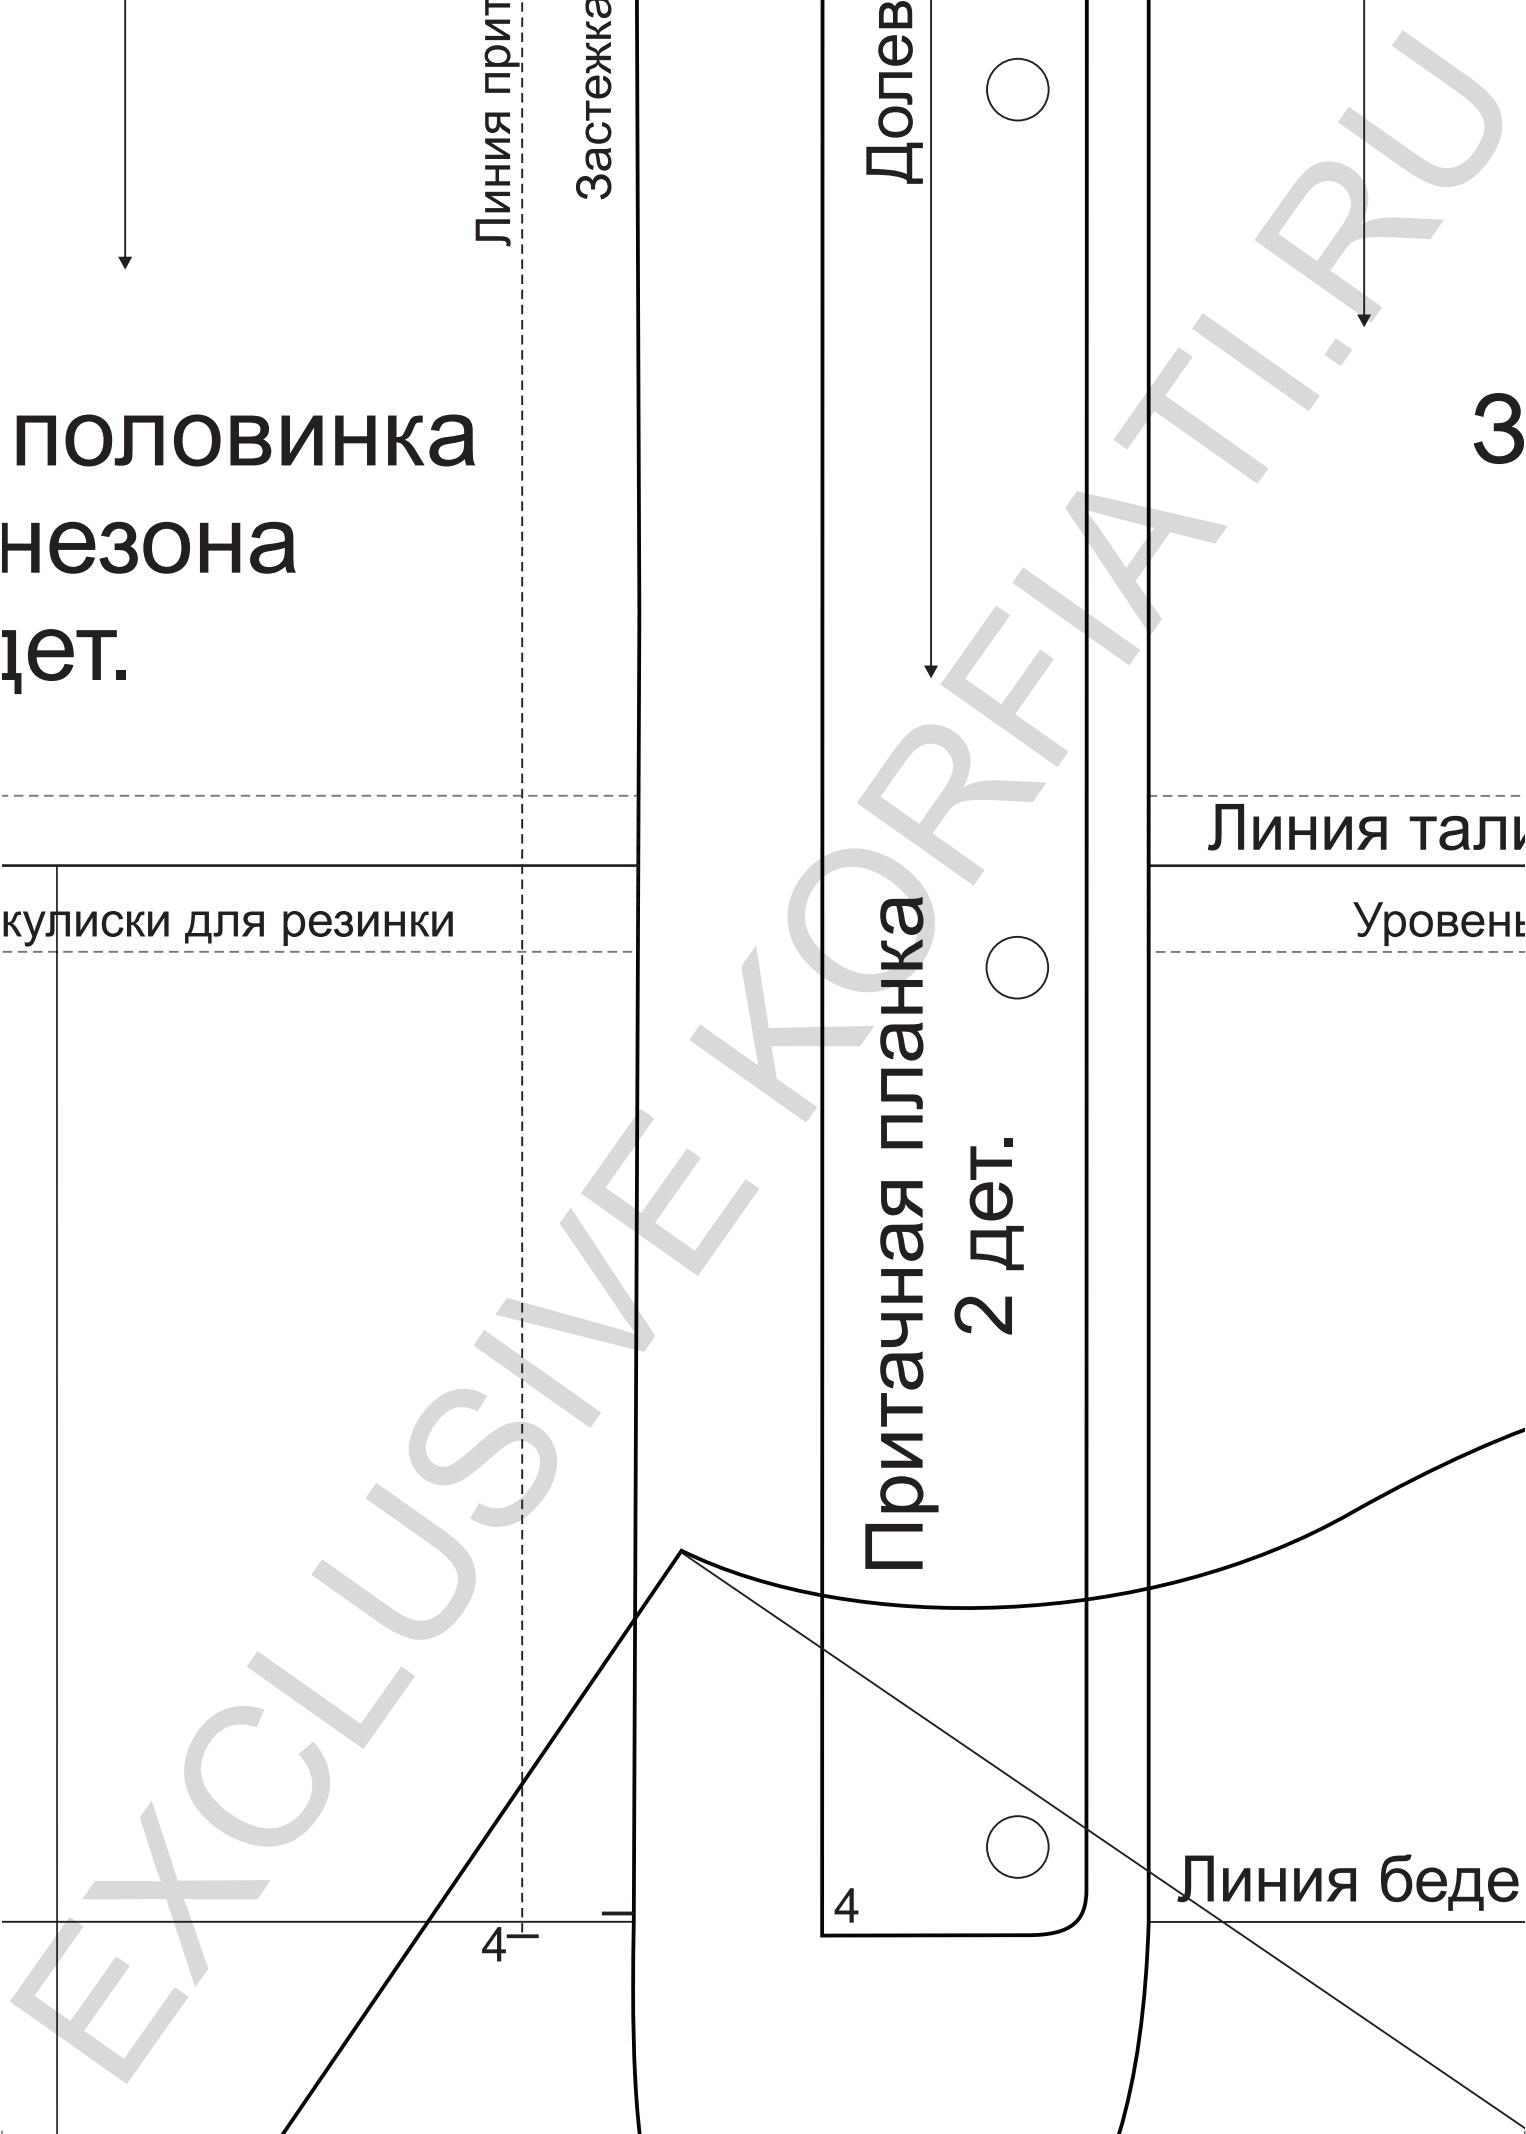 Линия прит
Застежка
Долев
половинка
незона
дет.
З
Линия тали
кулиски для резинки
Уровень
Притачная планка
2 дет.
4
4
Линия беде
EXCLUSIVE KORFIATI.RU